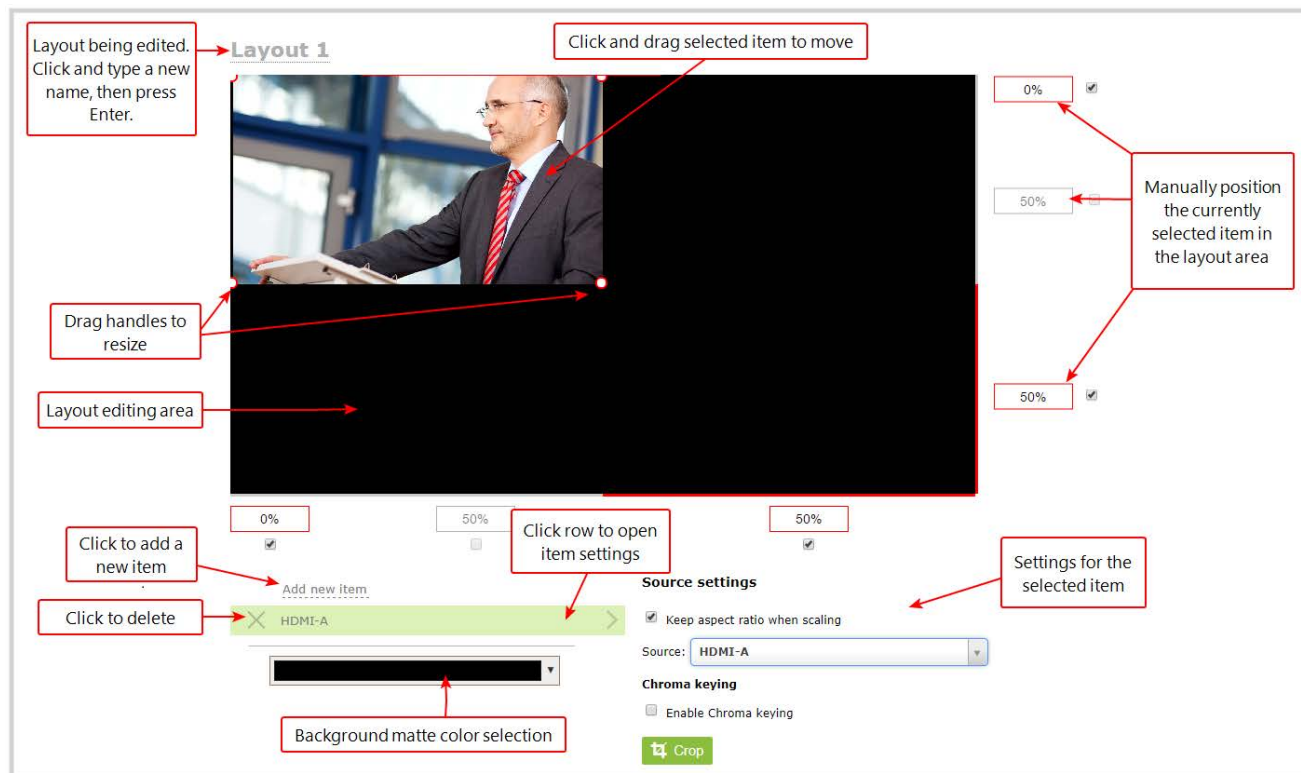 Layout being edited.
Click and type a new
name, then press
Enter.
Layout 1
Click and drag selected item to move
0%
50%
50%
Manually position
the currently
selected item in
the layout area
Drag handles to
resize
Layout editing area
0%
50%
50%
Click to add a
new item
Click row to open
item settings
Settings for the
selected item
Add new item
Click to delete
HDMI-A
Background matte color selection
Source settings
Keep aspect ratio when scaling
Source: HDMI-A
Chroma keying
Enable Chroma keying
Crop